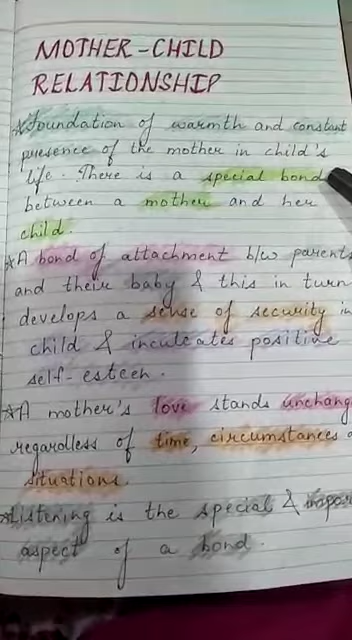 MOTHER-CHILD
RELATIONSHIP
*Foundation of warmth and constant
presence of the mother in child's
life. There is a special bond
between a mother and her
child.
*A bond of attachment b/w parents
and their baby & this in turn
develops a sense of security in
child & inculcates positive
self-esteen.
*A mother's love stands unchang
regardless of time, circumstances
situations.
*Listening is the special &
aspect of a bond.